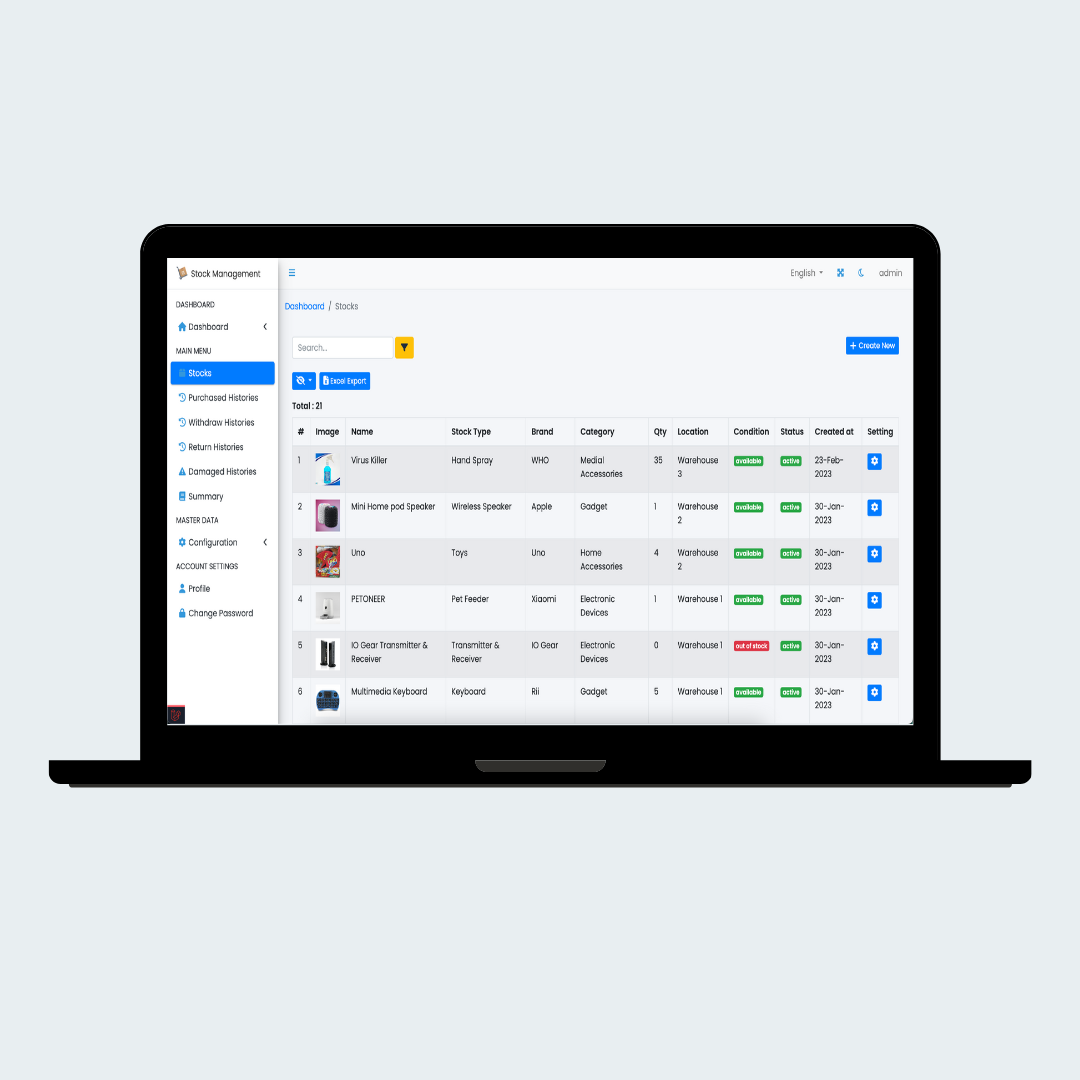 Stock Management
English
admin
DASHBOARD
Dashboard
MAIN MENU
Stocks
Purchased Histories
Withdraw Histories
Return Histories
Damaged Histories
Summary
MASTER DATA
Configuration
ACCOUNT SETTINGS
Profile
Change Password
Dashboard / Stocks
Search..
+ Create New
Excel Export
Total : 21
# Image Name Stock Type Brand Category Qty Location Condition Status Created at Setting
1 Virus Killer Hand Spray WHO Medial Accessories 35 Warehouse 3 available active 23-Feb-2023
2 Mini Home pod Speaker Wireless Speaker Apple Gadget 1 Warehouse 2 available active 30-Jan-2023
3 Uno Toys Uno Home Accessories 4 Warehouse 2 available active 30-Jan-2023
4 PETONEER Pet Feeder Xiaomi Electronic Devices 1 Warehouse 1 available active 30-Jan-2023
5 IO Gear Transmitter & Receiver Transmitter & Receiver IO Gear Electronic Devices 0 Warehouse 1 out of stock active 30-Jan-2023
6 Multimedia Keyboard Keyboard Rii Gadget 5 Warehouse 1 available active 30-Jan-2023